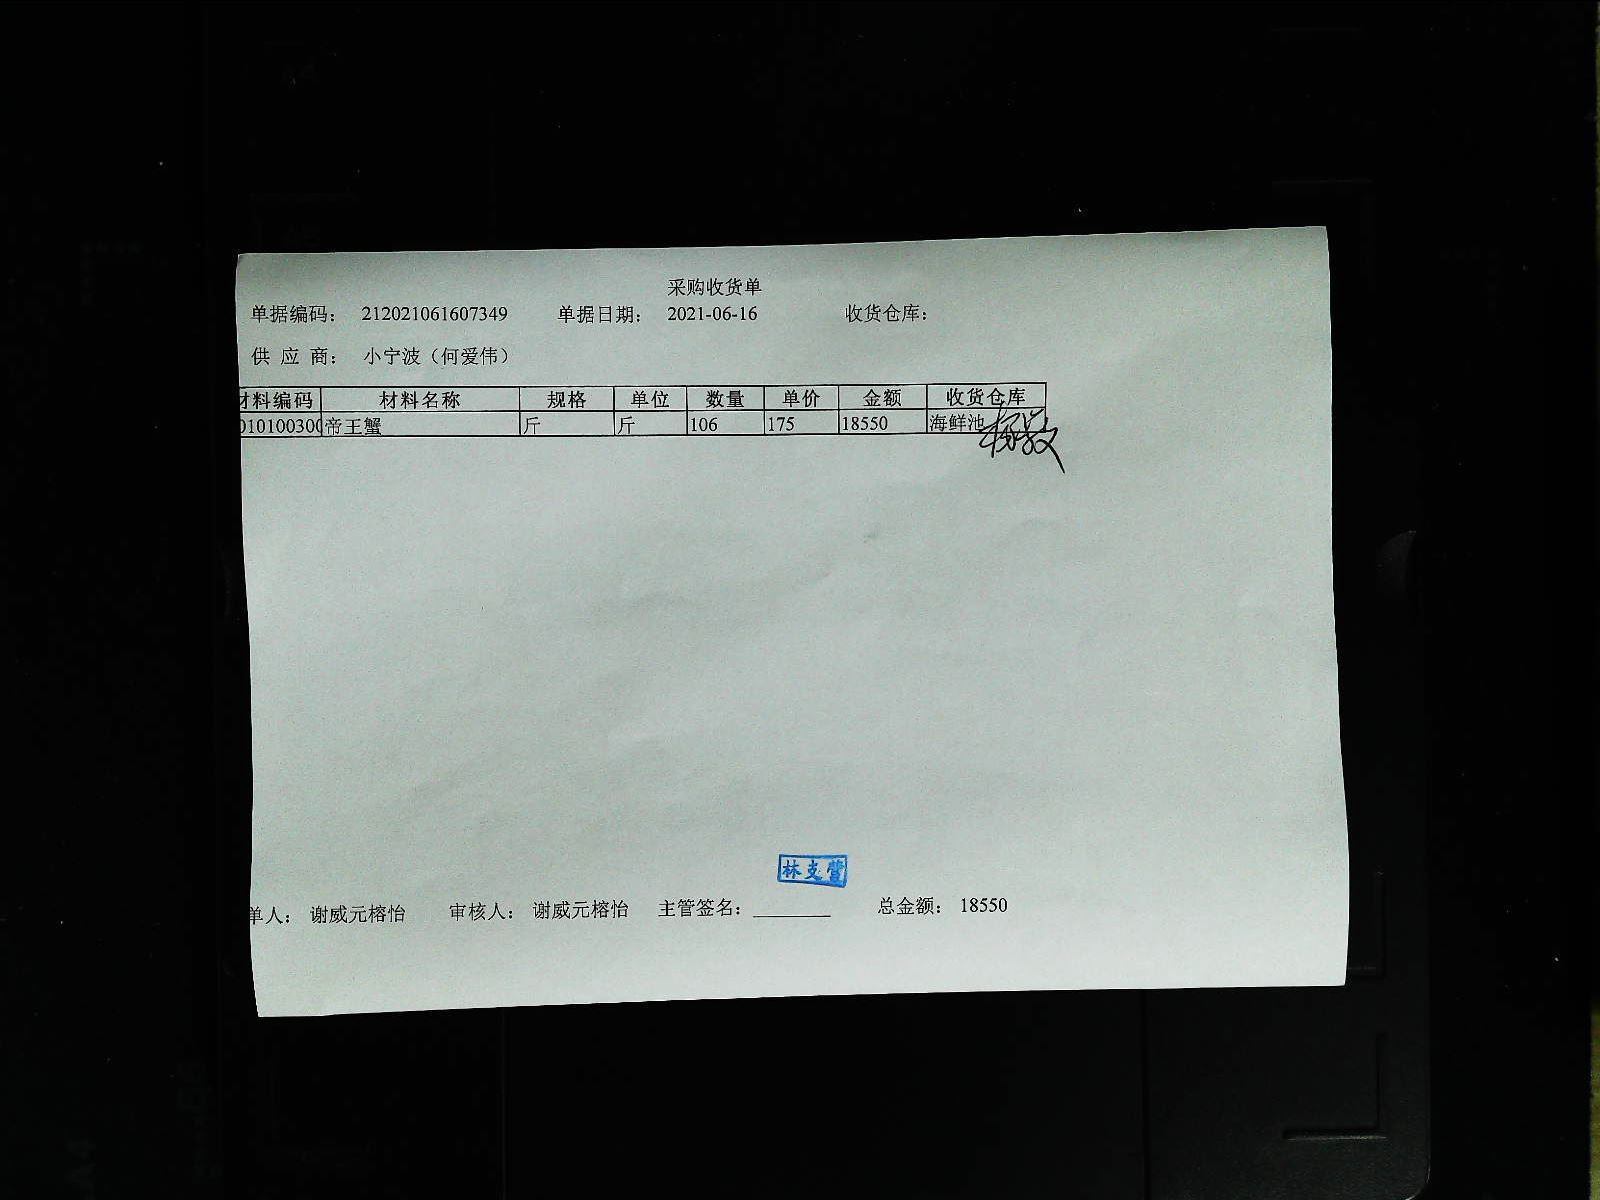 采购收货单
单据编码： 212021061607349 单据日期： 2021-06-16 收货仓库：
供 应 商： 小宁波（何爱伟）
材料编码 材料名称 规格 单位 数量 单价 金额 收货仓库
010100300 帝王蟹 斤 斤 106 175 18550 海鲜池
林支营
单人： 谢威元榕怡 审核人： 谢威元榕怡 主管签名： ________ 总金额： 18550